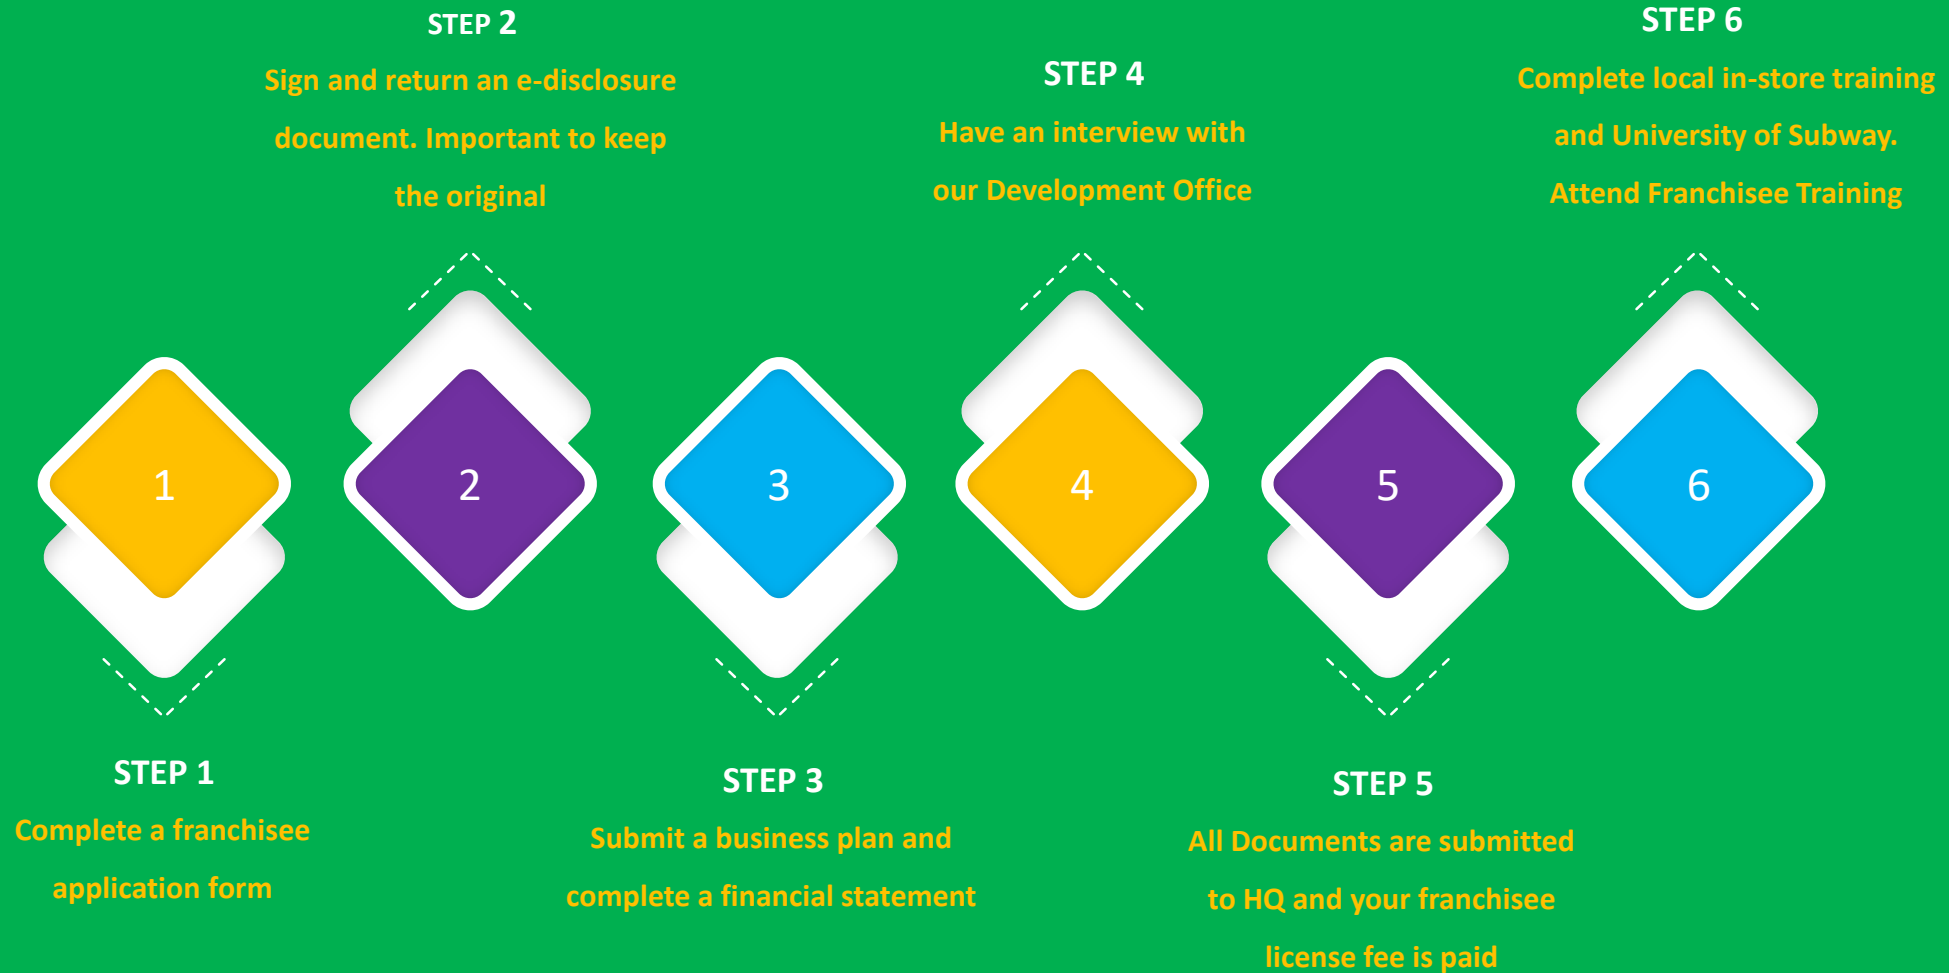 STEP 2
Sign and return an e-disclosure
document. Important to keep
the original
STEP 4
Have an interview with
our Development Office
STEP 6
Complete local in-store training
and University of Subway.
Attend Franchisee Training
1
2
3
4
5
6
STEP 1
Complete a franchisee
application form
STEP 3
Submit a business plan and
complete a financial statement
STEP 5
All Documents are submitted
to HQ and your franchisee
license fee is paid